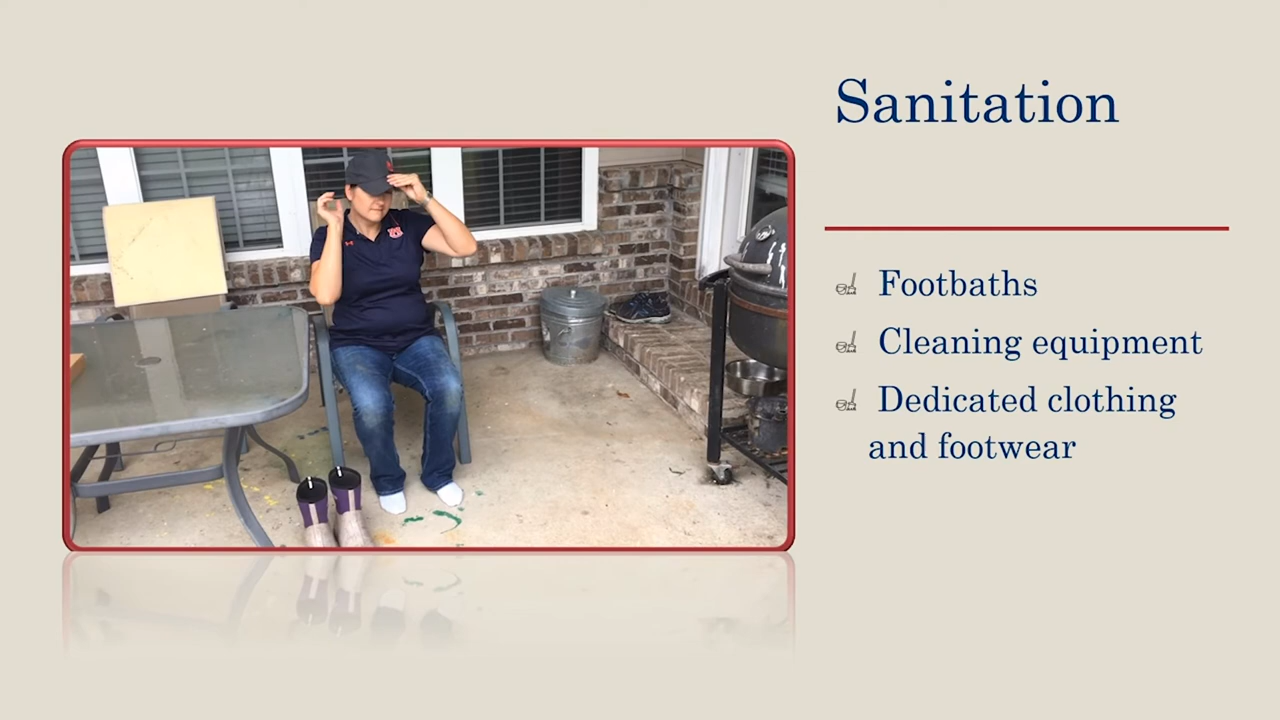 Sanitation
Footbaths
Cleaning equipment
Dedicated clothing
and footwear